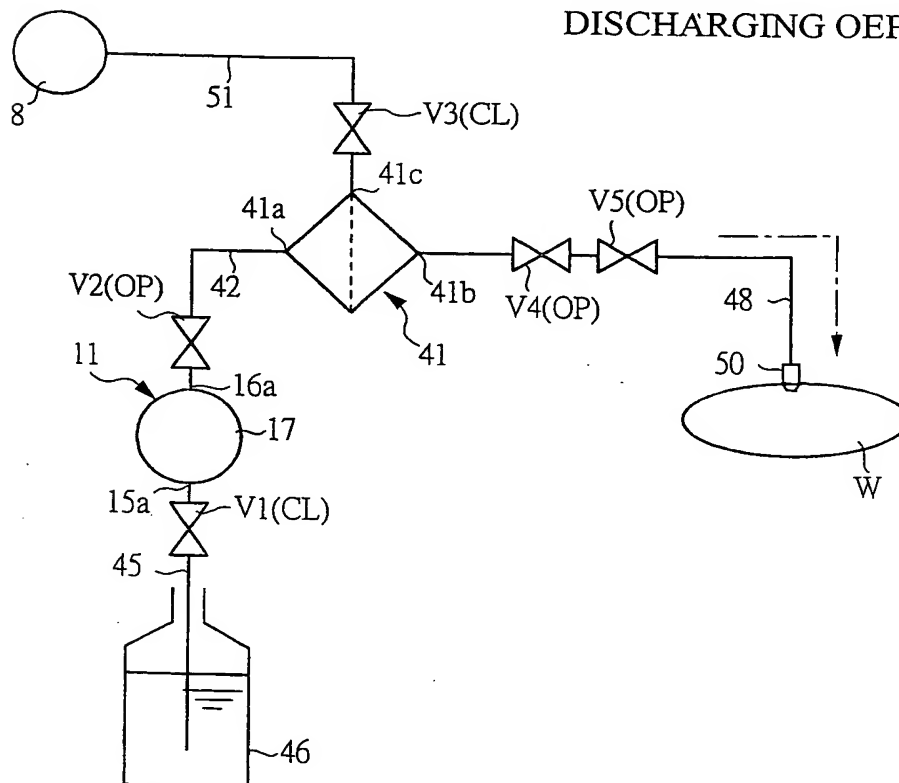 DISCHARGING OEF
8
51
V3(CL)
41c
41a
V5(OP)
42
41b
V4(OP)
48
V2(OP)
41
11
16a
50
17
15a
V1(CL)
W
45
46